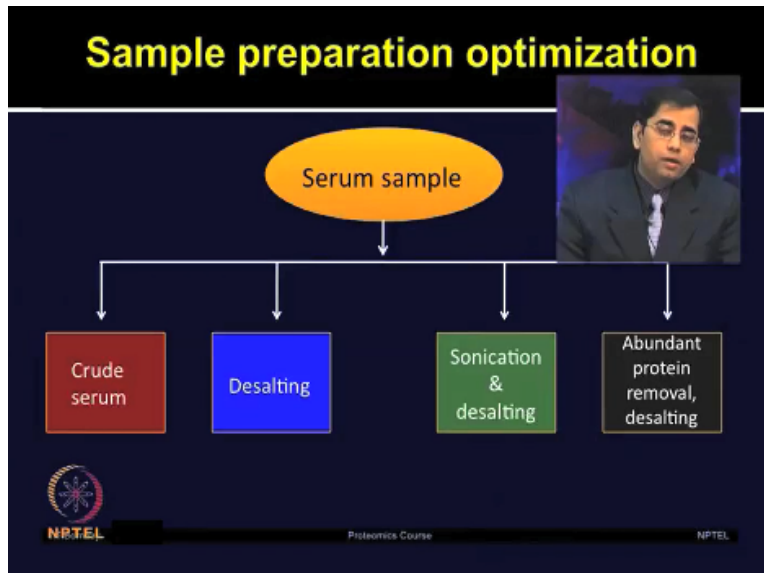 Sample preparation optimization
Serum sample
Crude
serum
Desalting
Sonication
&
desalting
Abundant
protein
removal,
desalting
NPTEL
Proteomics Course
NPTEL